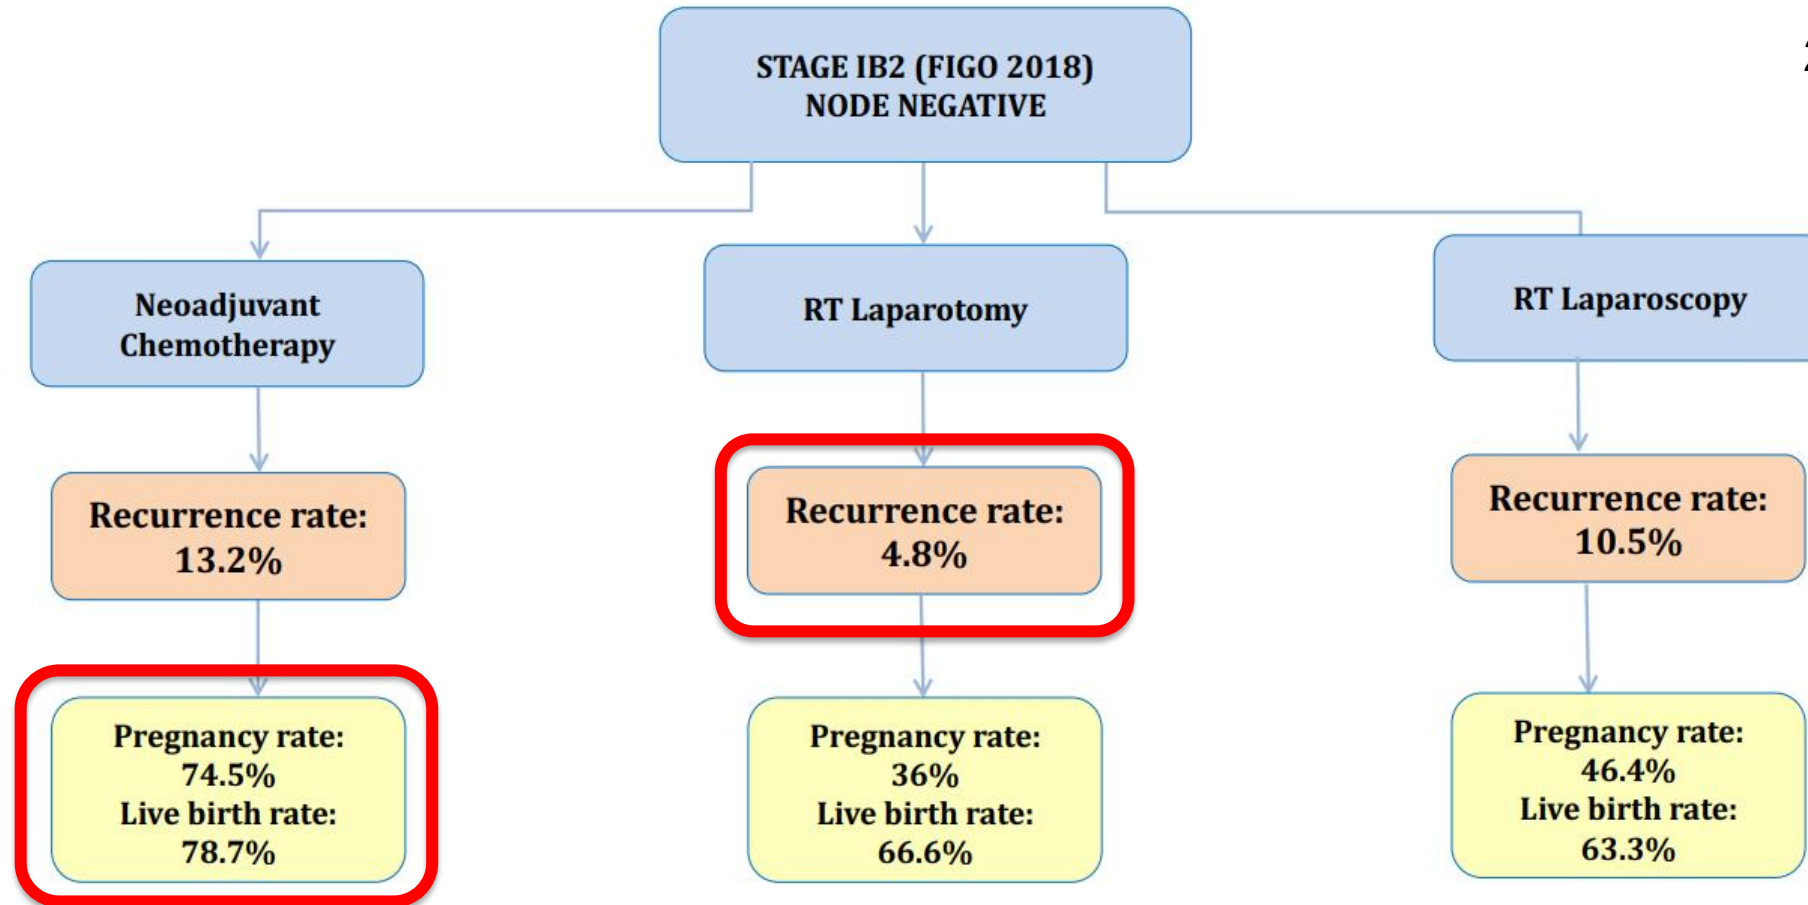 STAGE IB2 (FIGO 2018)
NODE NEGATIVE
Neoadjuvant
Chemotherapy
RT Laparotomy
RT Laparoscopy
Recurrence rate:
13.2%
Recurrence rate:
4.8%
Recurrence rate:
10.5%
Pregnancy rate:
74.5%
Live birth rate:
78.7%
Pregnancy rate:
36%
Live birth rate:
66.6%
Pregnancy rate:
46.4%
Live birth rate:
63.3%